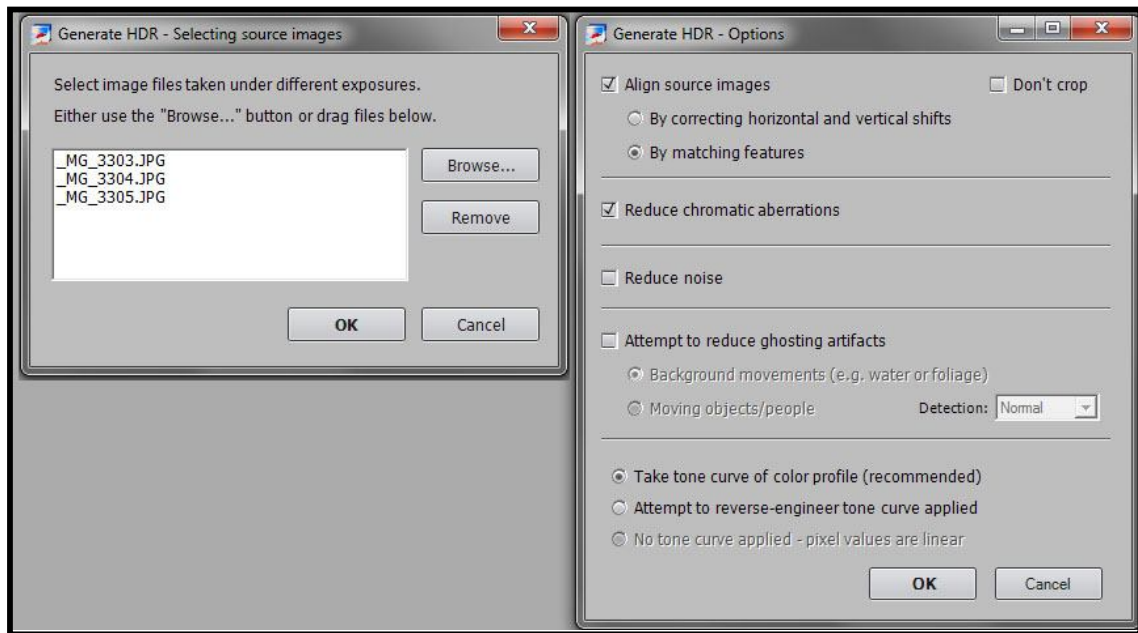 Generate HDR - Selecting source images
Select image files taken under different exposures.
Either use the "Browse..." button or drag files below.
_MG_3303.JPG
_MG_3304.JPG
_MG_3305.JPG
Browse...
Remove
OK
Cancel
Generate HDR - Options
Align source images
Don't crop
By correcting horizontal and vertical shifts
By matching features
Reduce chromatic aberrations
Reduce noise
Attempt to reduce ghosting artifacts
Background movements (e.g. water or foliage)
Moving objects/people
Detection: Normal
Take tone curve of color profile (recommended)
Attempt to reverse-engineer tone curve applied
No tone curve applied - pixel values are linear
OK
Cancel